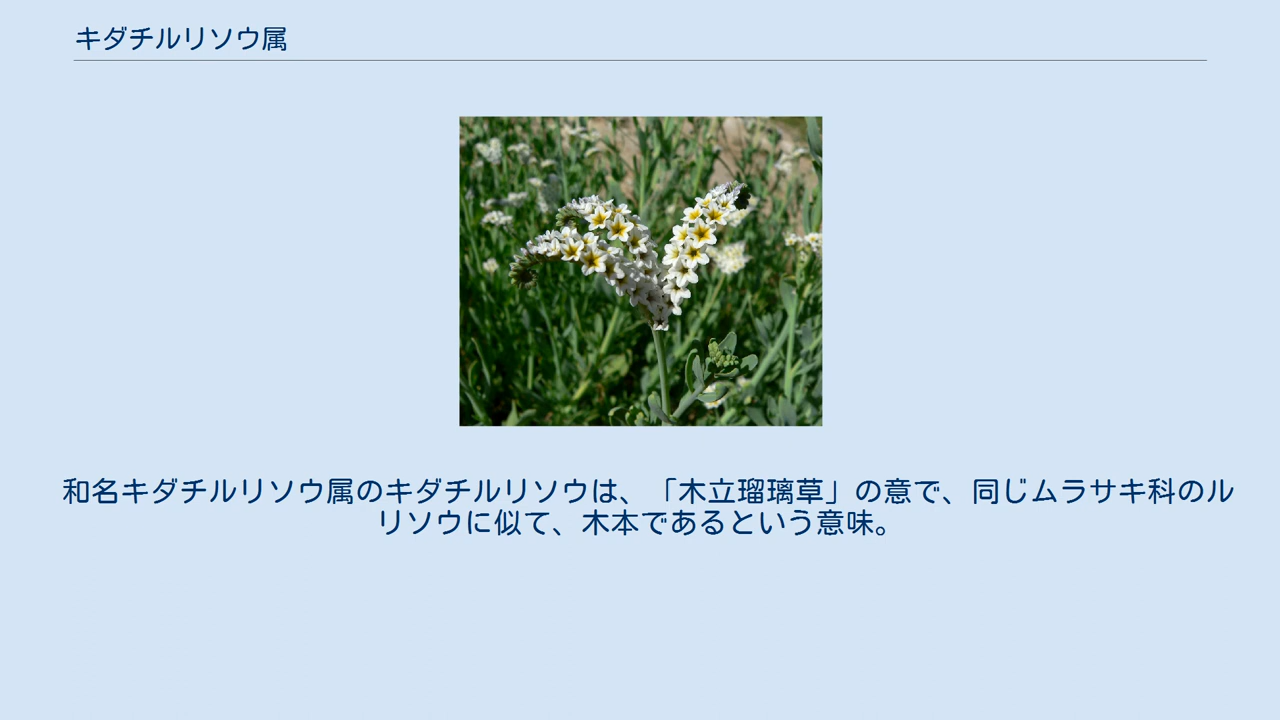 キダチルリソウ属
和名キダチルリソウ属のキダチルリソウは、「木立瑠璃草」の意で、同じムラサキ科のル
リソウに似て、木本であるという意味。